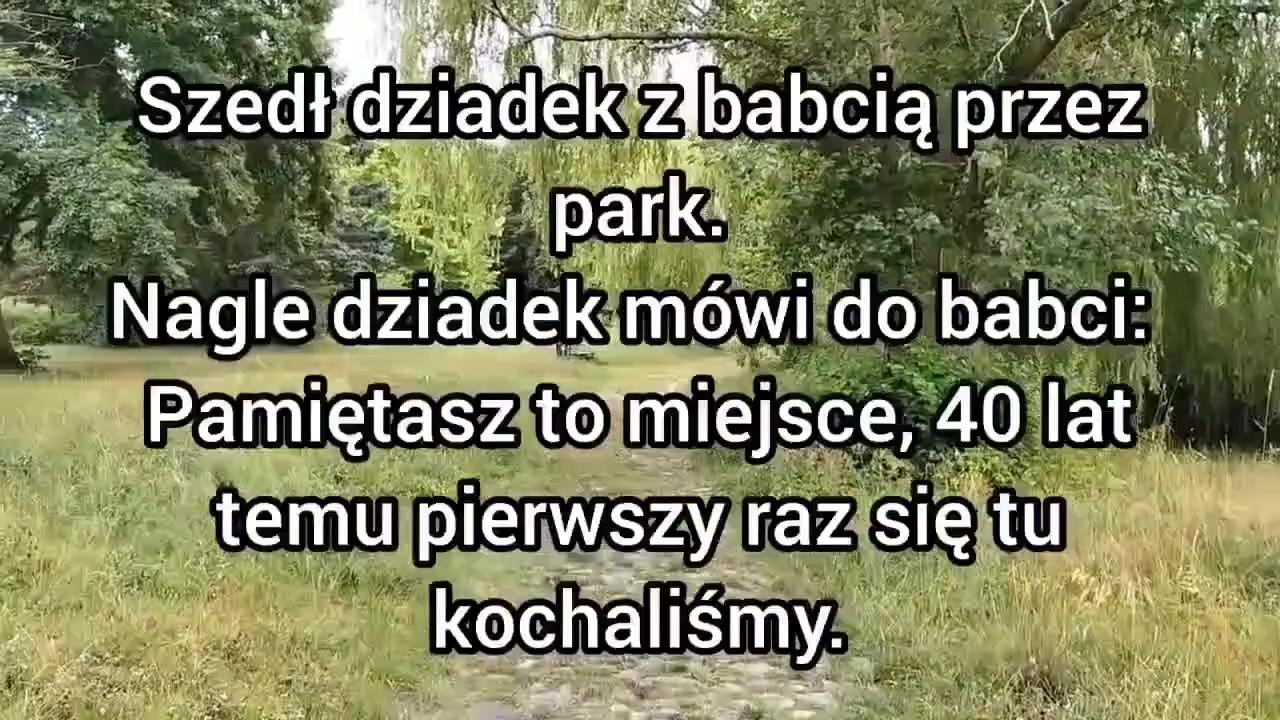 Szedł dziadek z babcią przez
park.
Nagle dziadek mówi do babci:
Pamiętasz to miejsce, 40 lat
temu pierwszy raz się tu
kochaliśmy.